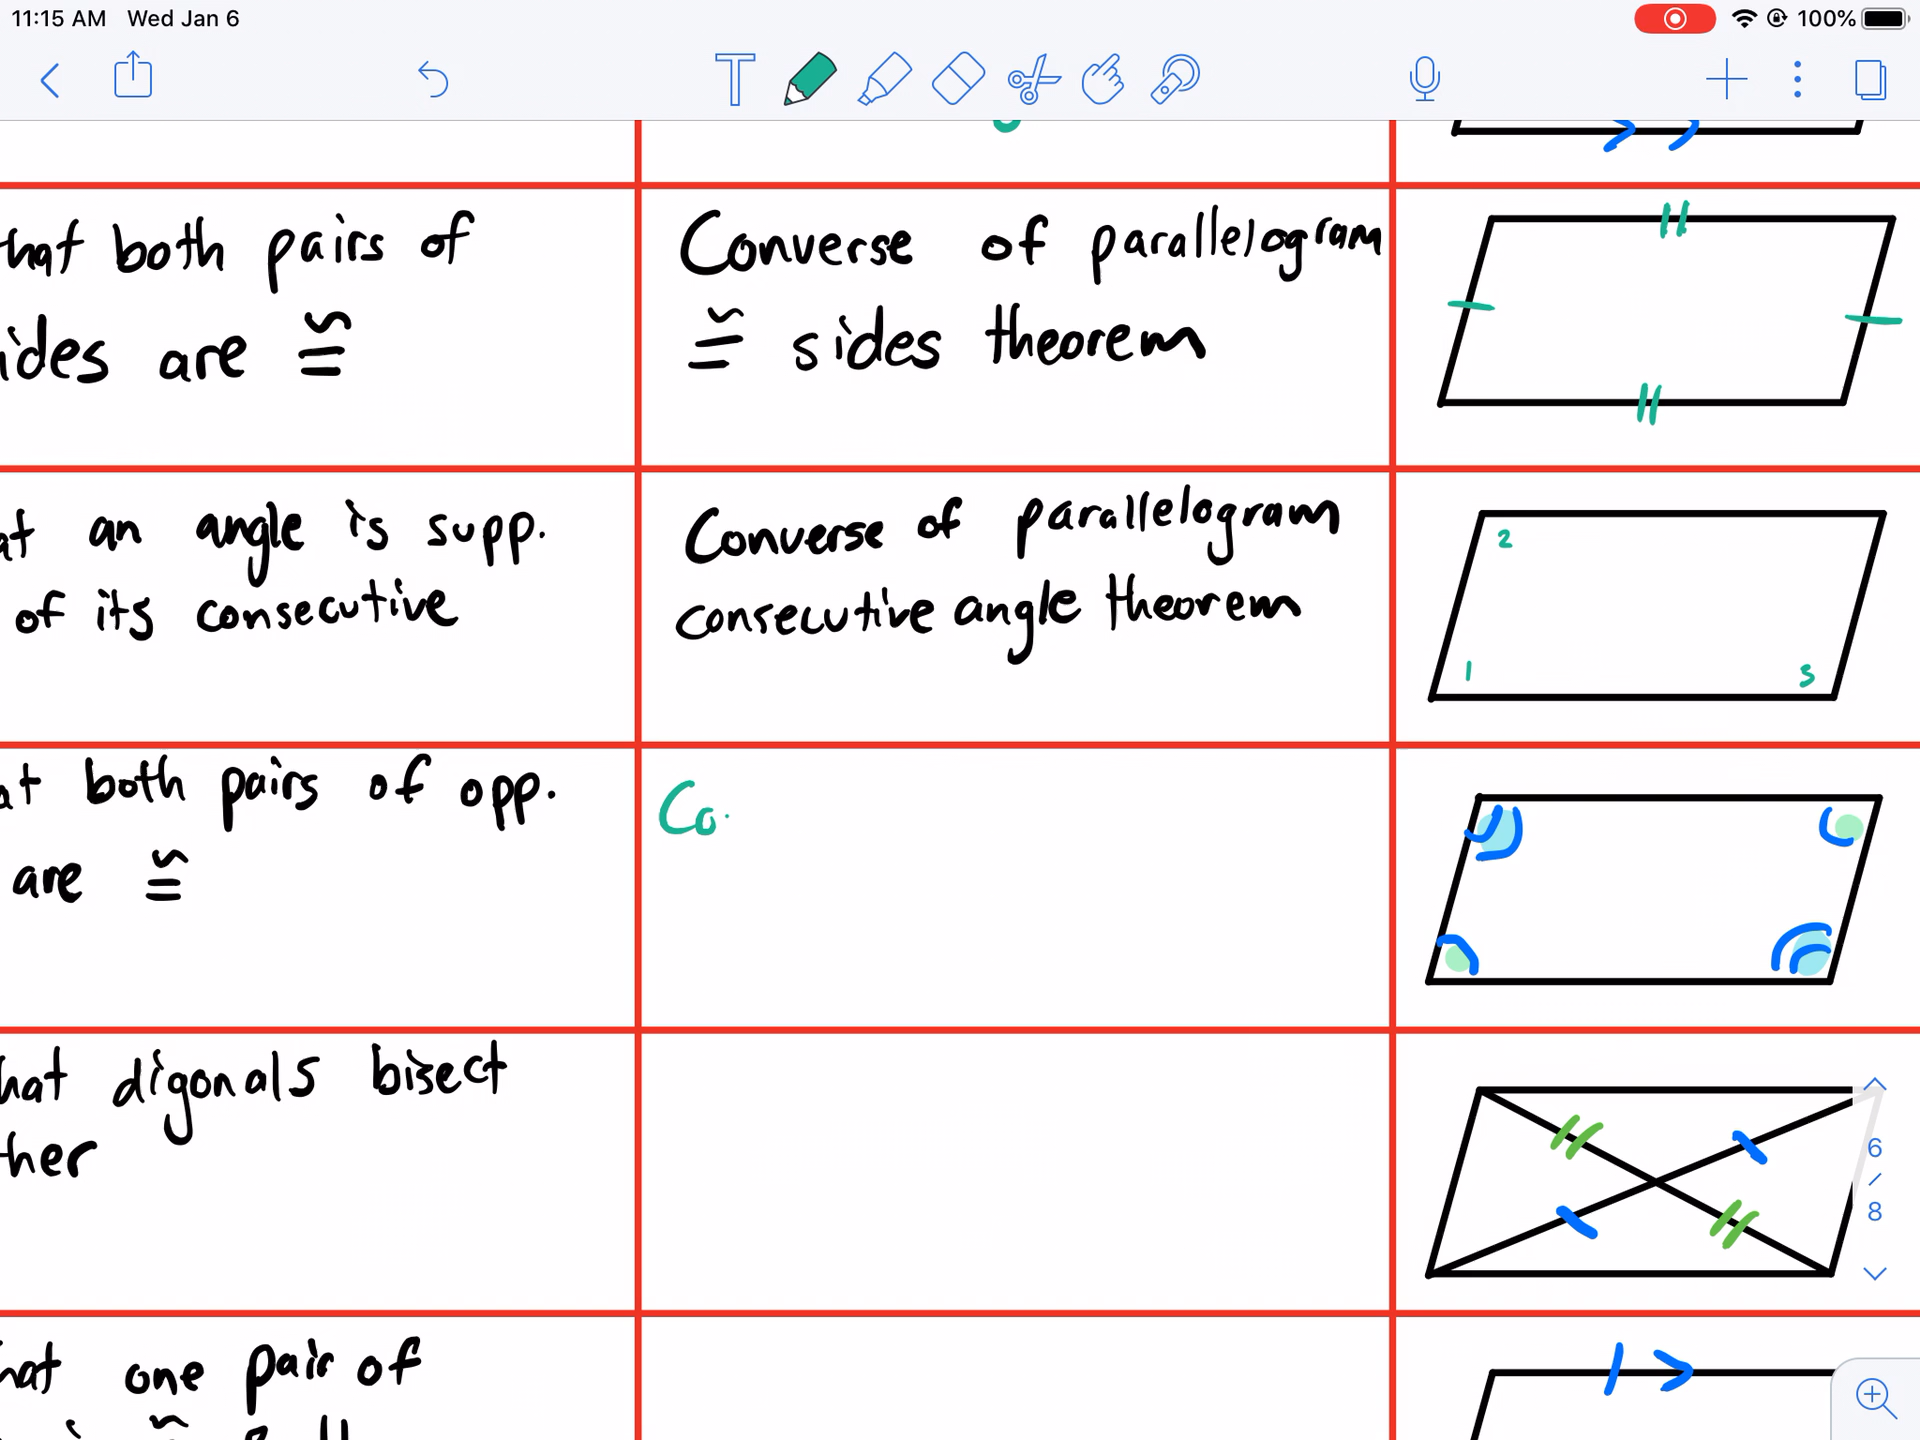 11:15 AM Wed Jan 6
100%
T
hat both pairs of
ides are ≅
Converse of parallelogram
≅ sides theorem
at an angle is supp.
of its consecutive
Converse of parallelogram
consecutive angle theorem
2
1
3
at both pairs of opp.
are ≅
Co
hat digonals bisect
ther
6
/
8
hat one pair of